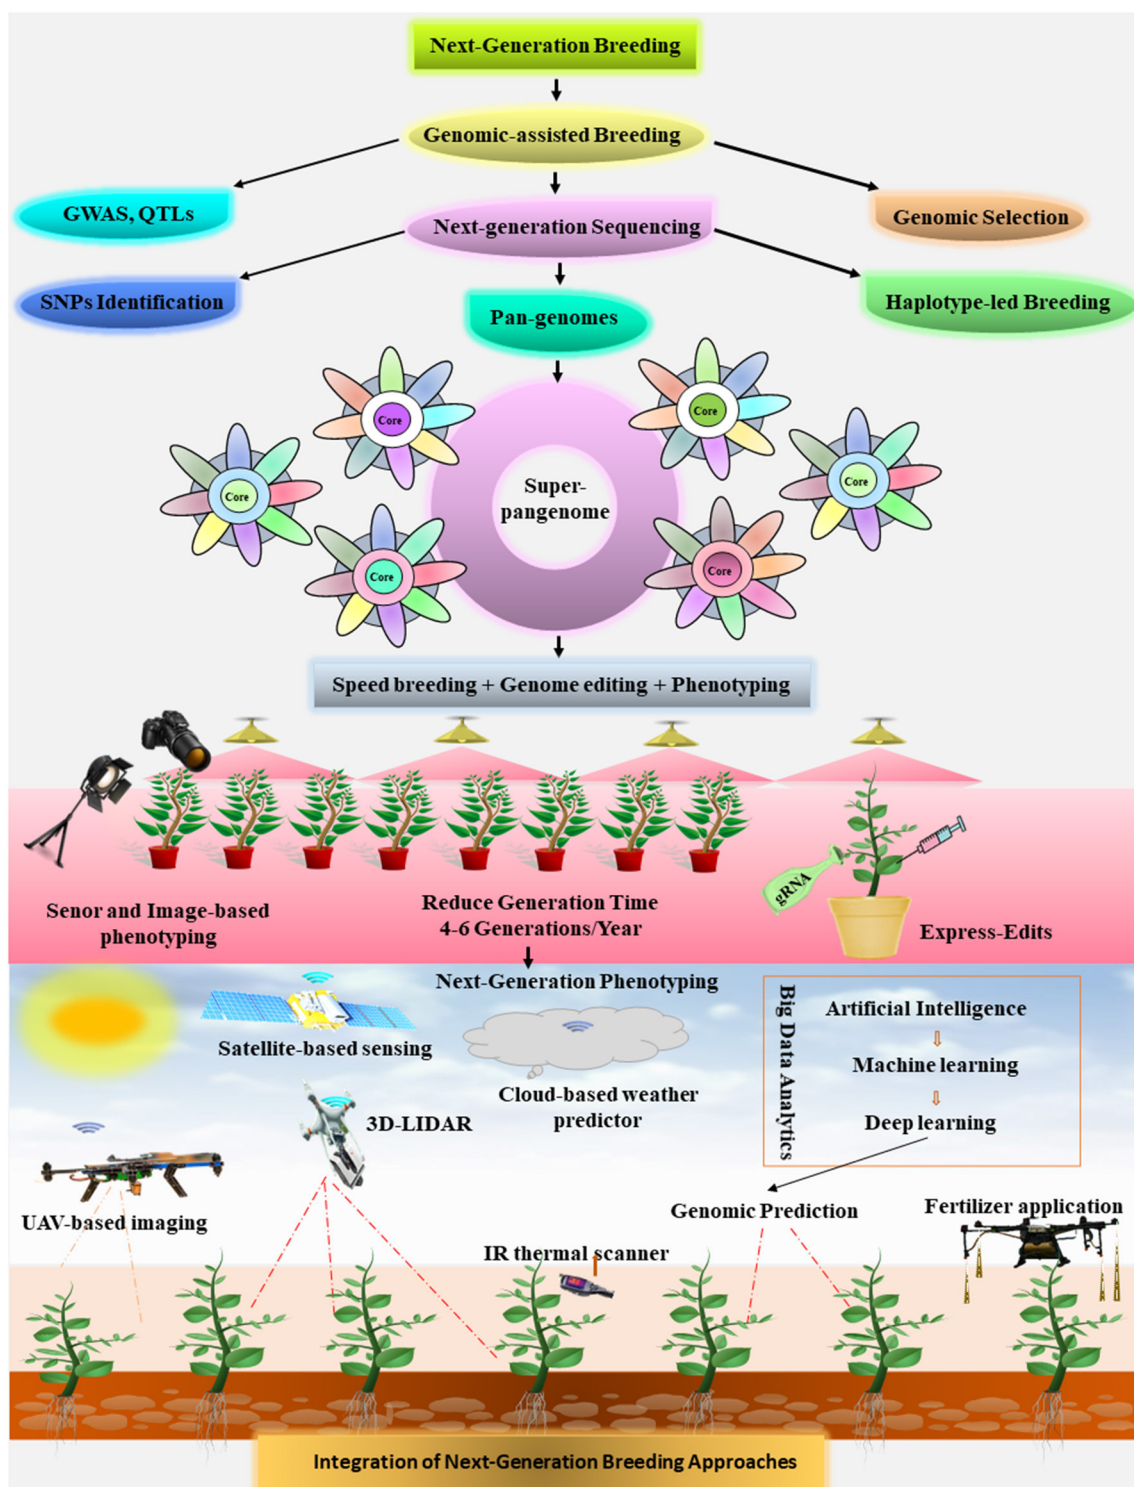 Next-Generation Breeding
Genomic-assisted Breeding
GWAS, QTLs
Next-generation Sequencing
Genomic Selection
SNPs Identification
Pan-genomes
Haplotype-led Breeding
Core
Core
Core
Super-
pangenome
Core
Core
Core
Speed breeding + Genome editing + Phenotyping
Senor and Image-based
phenotyping
Reduce Generation Time
4-6 Generations/Year
gRNA
Express-Edits
Next-Generation Phenotyping
Satellite-based sensing
Cloud-based weather
predictor
Big Data Analytics
Artificial Intelligence
Machine learning
Deep learning
3D-LIDAR
UAV-based imaging
Genomic Prediction
Fertilizer application
IR thermal scanner
Integration of Next-Generation Breeding Approaches